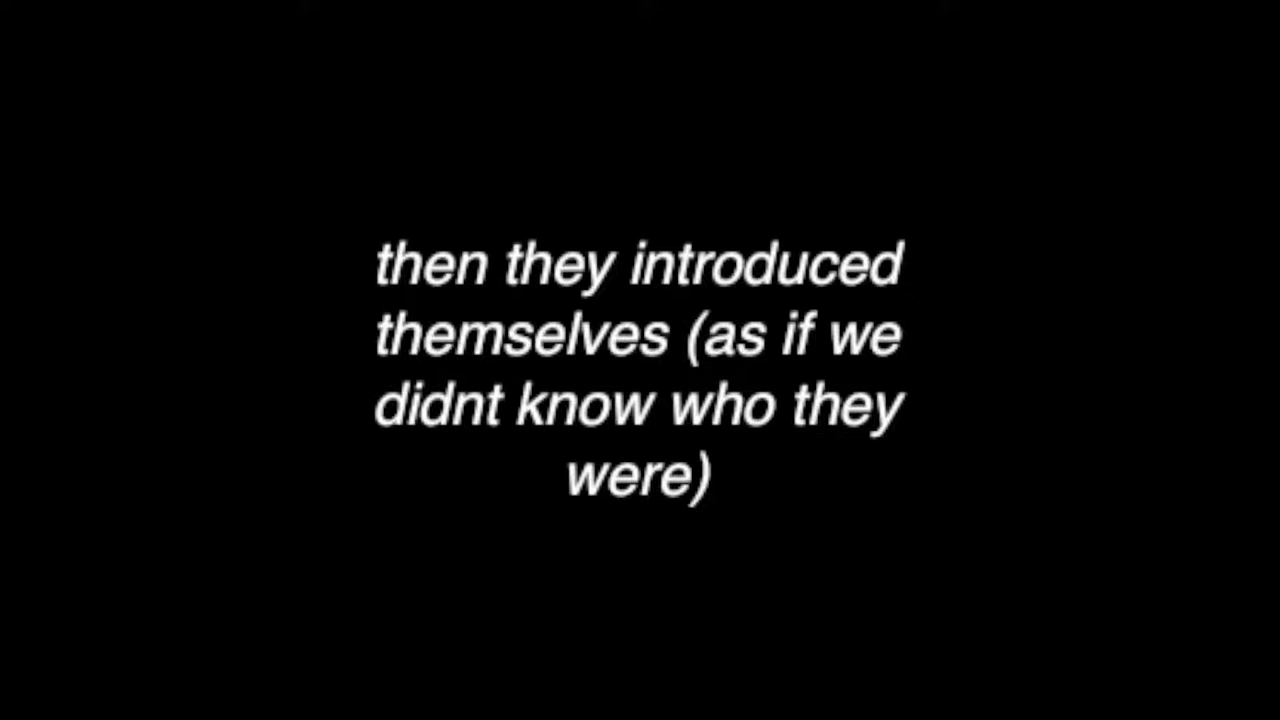 then they introduced
themselves (as if we
didnt know who they
were)